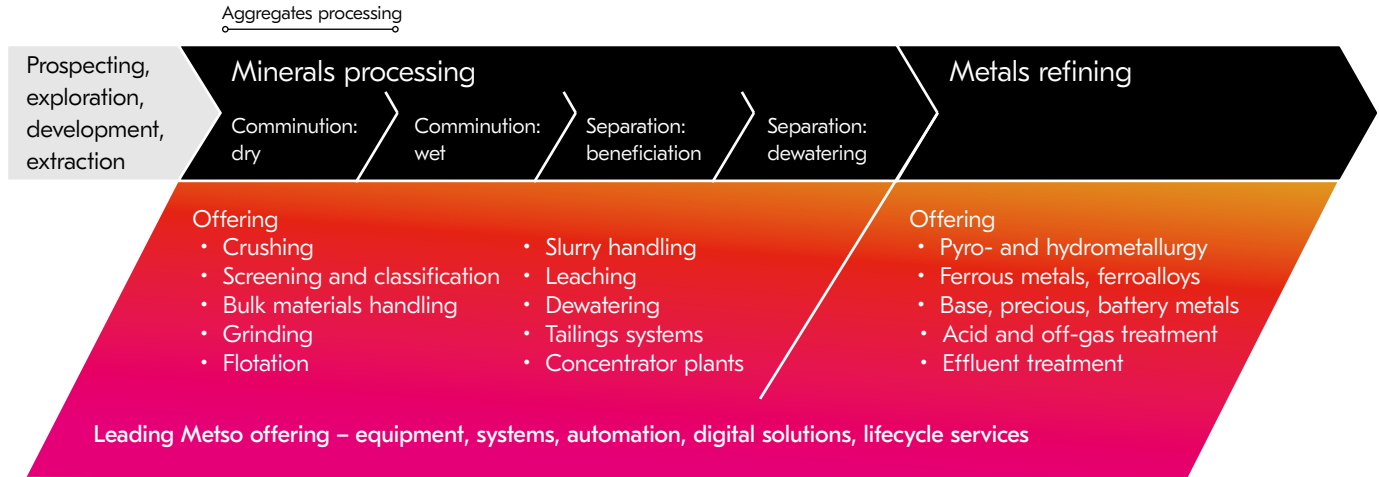 Aggregates processing
Prospecting,
exploration,
development,
extraction
Minerals processing
Comminution:
dry
Comminution:
wet
Separation:
beneficiation
Separation:
dewatering
Metals refining
Offering
• Crushing
• Screening and classification
• Bulk materials handling
• Grinding
• Flotation
• Slurry handling
• Leaching
• Dewatering
• Tailings systems
• Concentrator plants
Offering
• Pyro- and hydrometallurgy
• Ferrous metals, ferroalloys
• Base, precious, battery metals
• Acid and off-gas treatment
• Effluent treatment
Leading Metso offering – equipment, systems, automation, digital solutions, lifecycle services